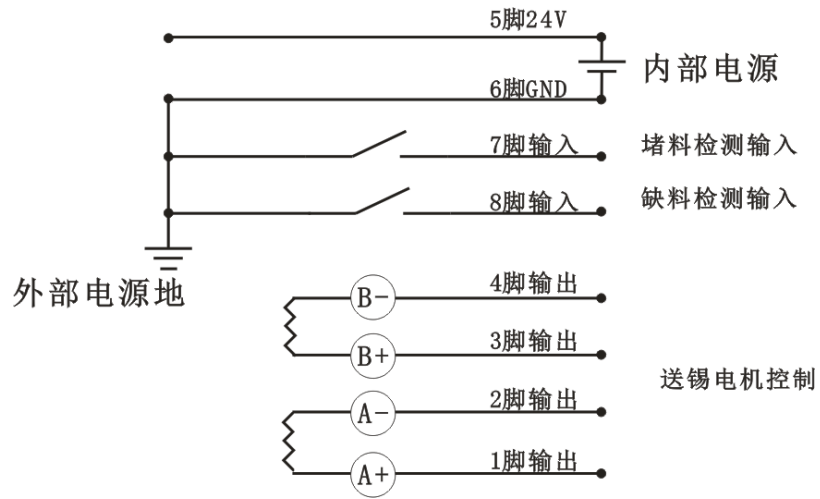 5脚24V
内部电源
6脚GND
7脚输入 堵料检测输入
8脚输入 缺料检测输入
外部电源地
B- 4脚输出
B+ 3脚输出
送锡电机控制
A- 2脚输出
A+ 1脚输出